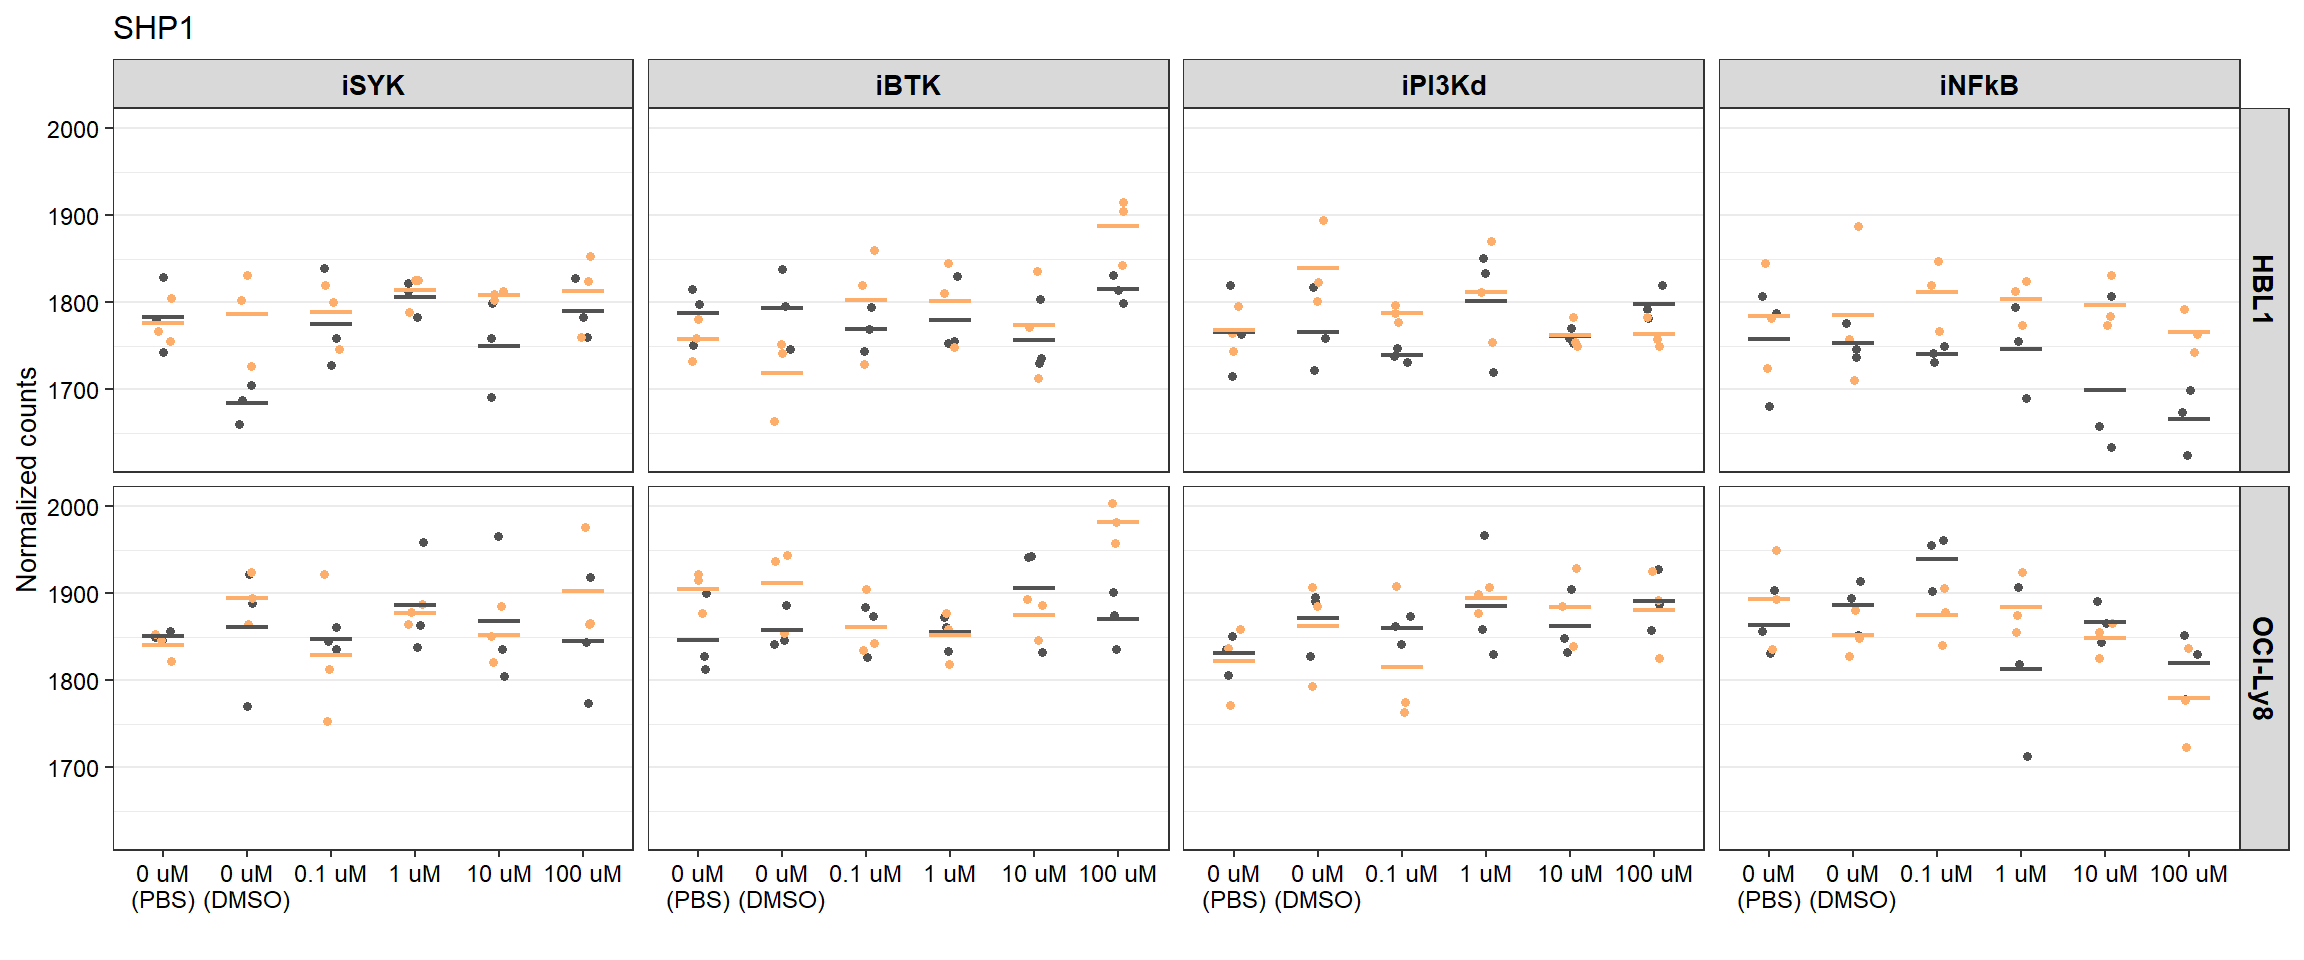 SHP1
iSYK iBTK iPI3Kd iNFkB
Normalized counts
2000
1900
1800
1700
HBL1
2000
1900
1800
1700
OCI-Ly8
0 uM 0 uM 0.1 uM 1 uM 10 uM 100 uM 0 uM 0 uM 0.1 uM 1 uM 10 uM 100 uM 0 uM 0 uM 0.1 uM 1 uM 10 uM 100 uM 0 uM 0 uM 0.1 uM 1 uM 10 uM 100 uM
(PBS) (DMSO) (PBS) (DMSO) (PBS) (DMSO) (PBS) (DMSO)